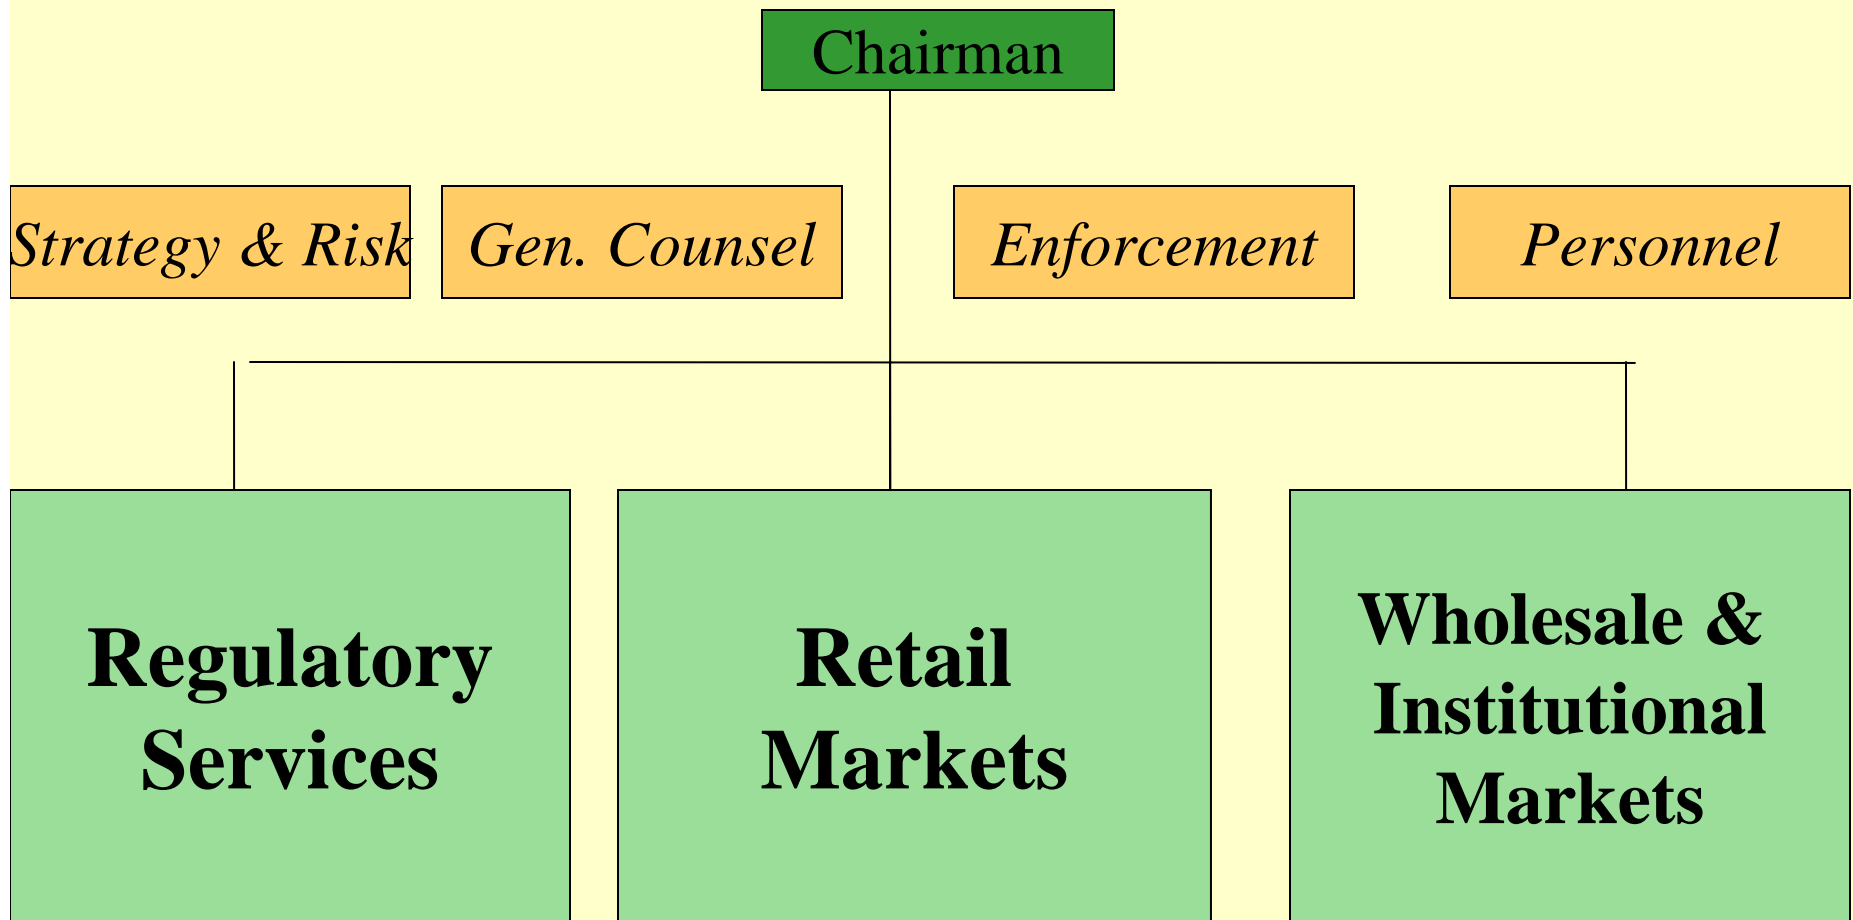 Chairman
Strategy & Risk
Gen. Counsel
Enforcement
Personnel
Regulatory
Services
Retail
Markets
Wholesale &
Institutional
Markets